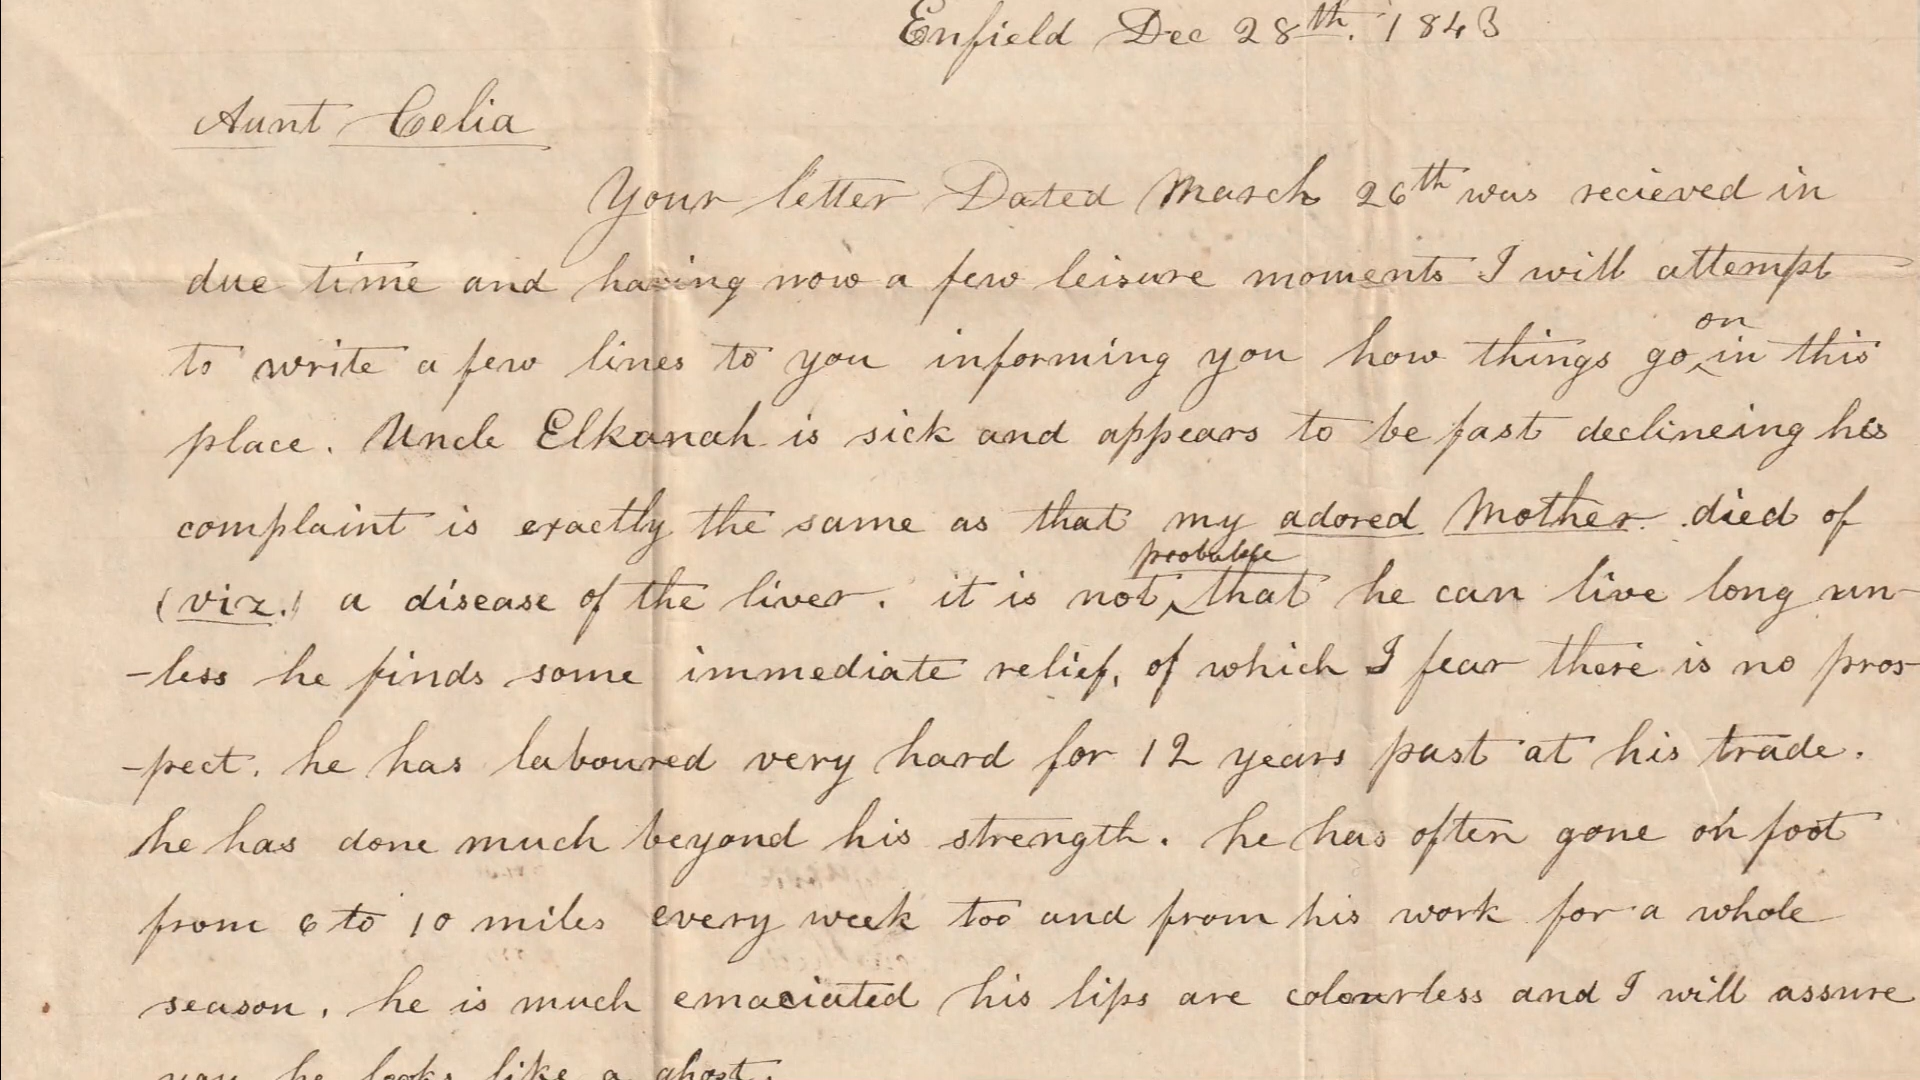 Enfield Dec 28th. 1843
Aunt Celia
Your letter Dated March 26th was recieved in
due time and having now a few leisure moments I will attempt
to write a few lines to you informing you how things go on in this
place. Uncle Elkanah is sick and appears to be fast declineing his
complaint is exactly the same as that my adored Mother died of
(viz.) a disease of the liver. it is not probable that he can live long un-
-less he finds some immediate relief, of which I fear there is no pros-
-pect. he has laboured very hard for 12 years past at his trade.
he has done much beyond his strength. he has often gone on foot
from 6 to 10 miles every week too and from his work for a whole
season. he is much emaciated his lips are colourless and I will assure
you he looks like a ghost.